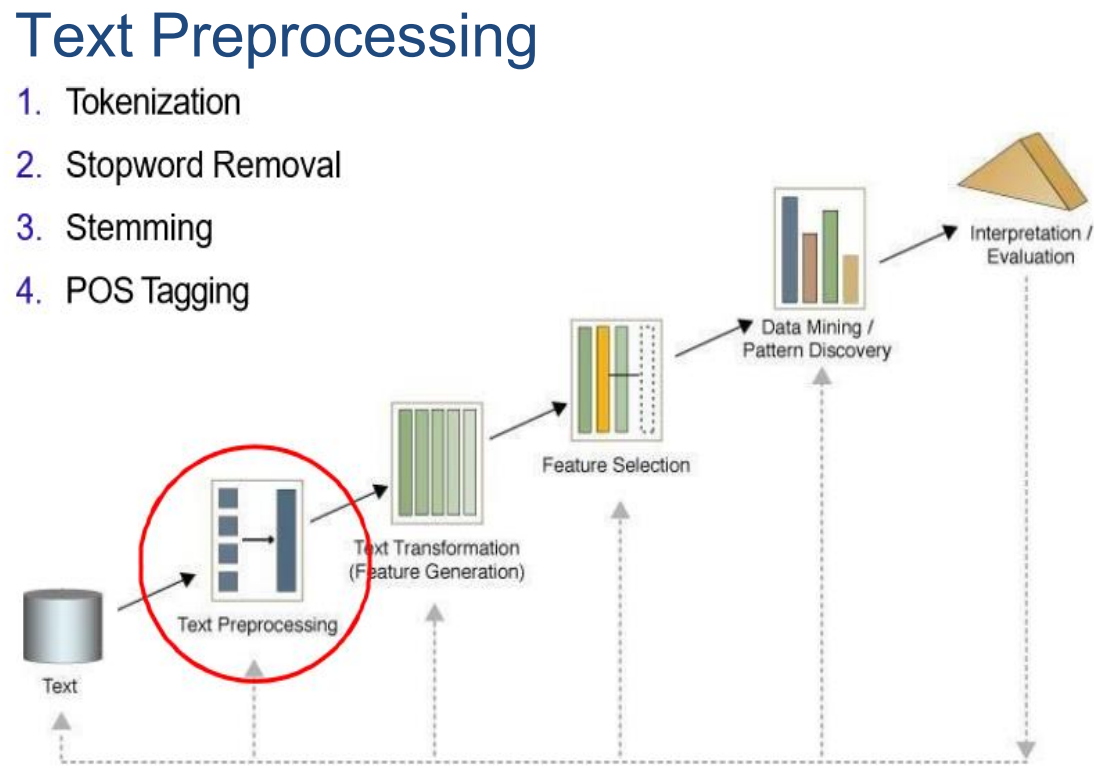 Text Preprocessing
1. Tokenization
2. Stopword Removal
3. Stemming
4. POS Tagging
Interpretation /
Evaluation
Data Mining /
Pattern Discovery
Feature Selection
Text Transformation
(Feature Generation)
Text Preprocessing
Text